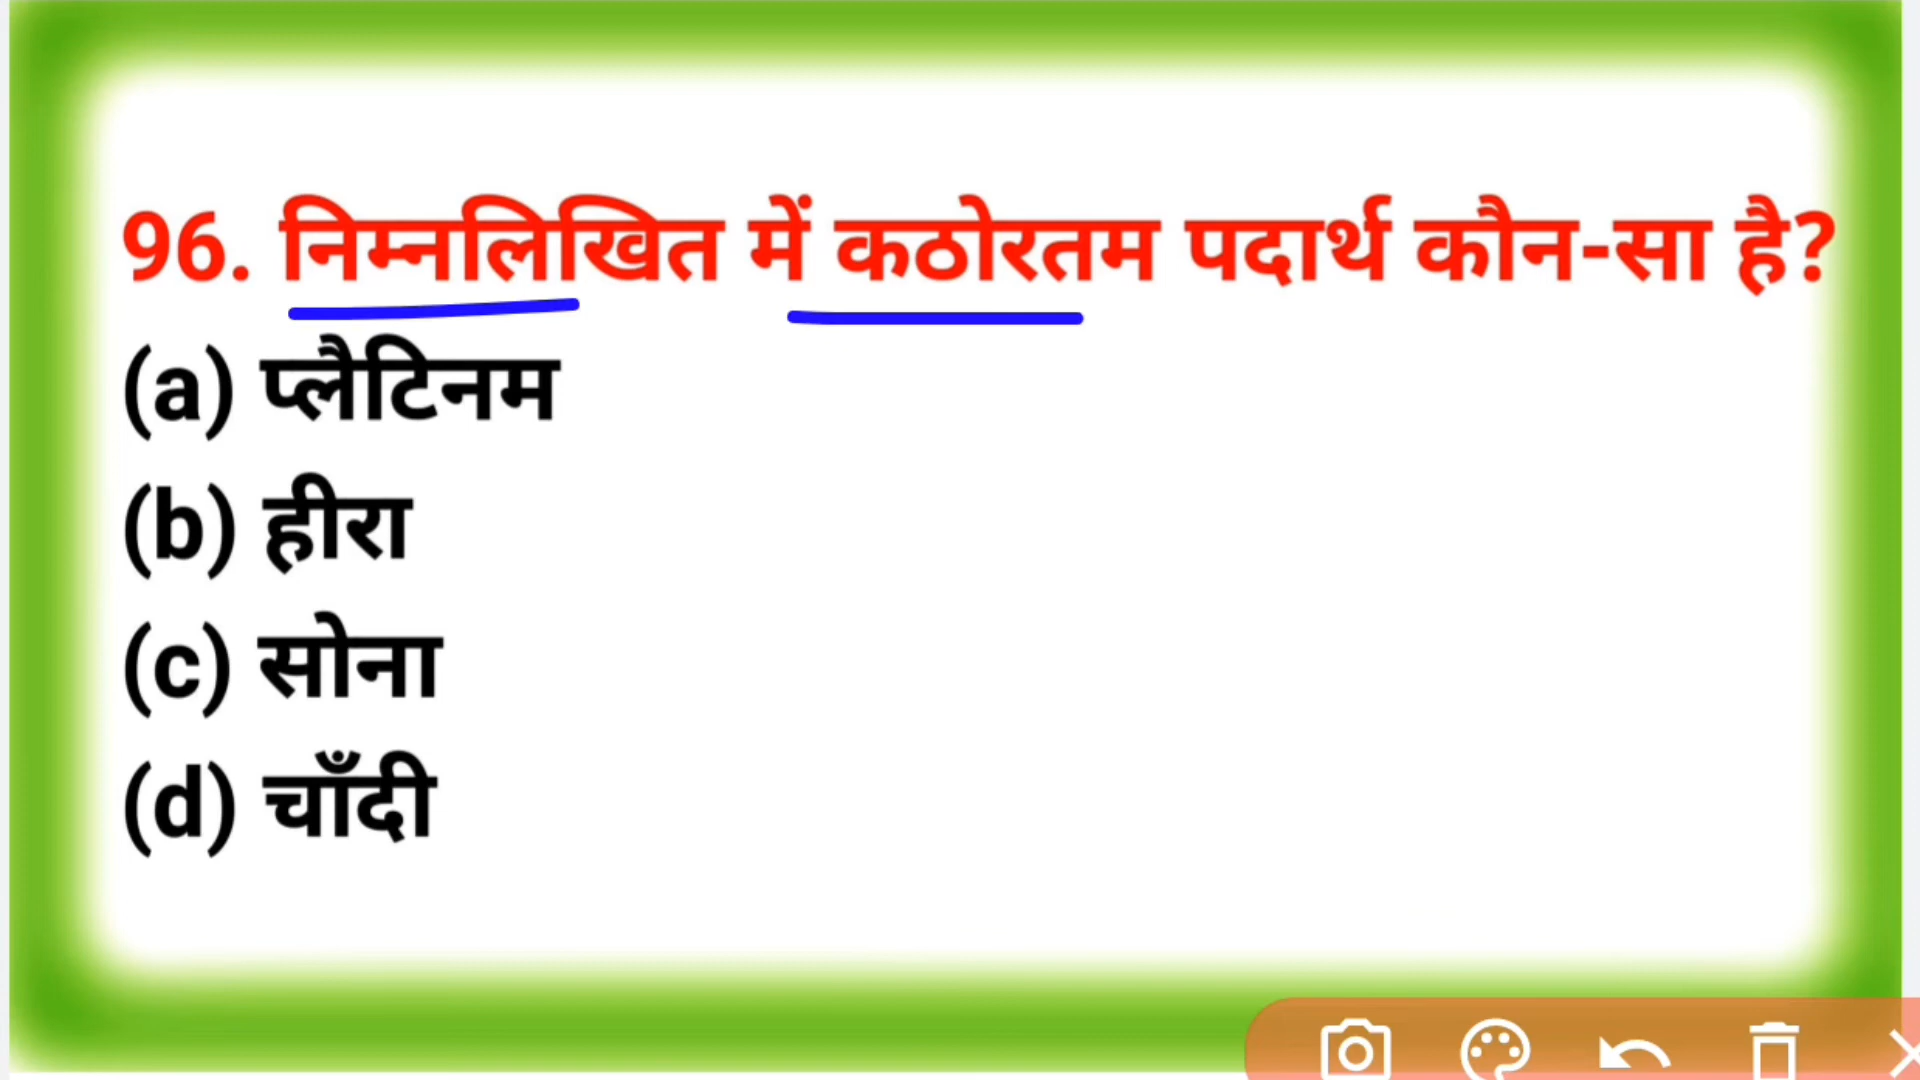 96. निम्नलिखित में कठोरतम पदार्थ कौन-सा है?
(a) प्लैटिनम
(b) हीरा
(c) सोना
(d) चाँदी